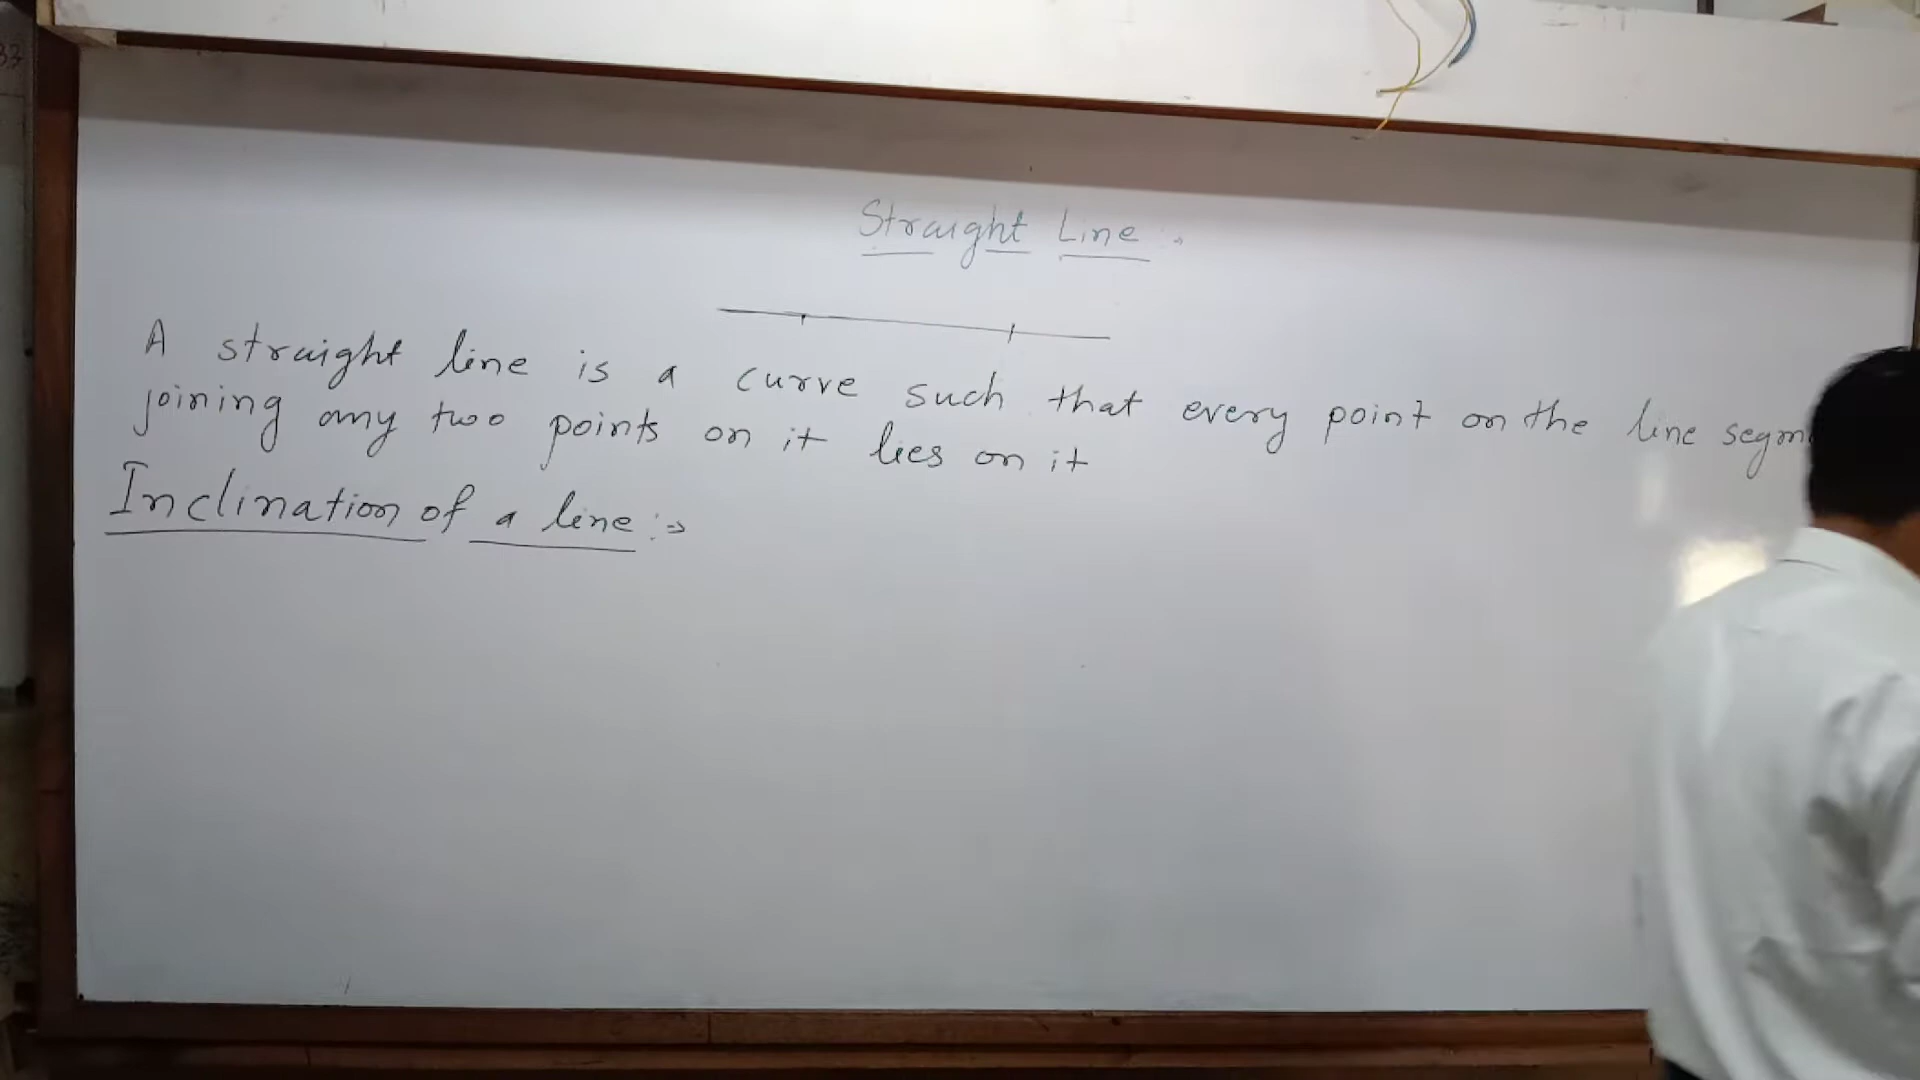 33
Straight Line :-
A straight line is a curve such that every point on the line segm
joining any two points on it lies on it
Inclination of a line :->